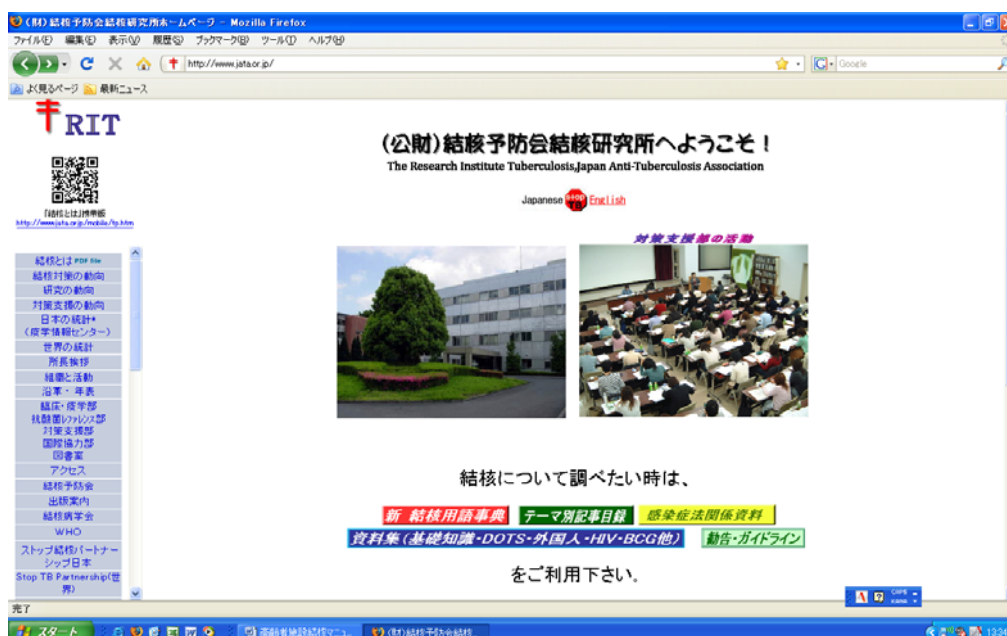 (財)結核予防会結核研究所ホームページ - Mozilla Firefox
ファイル(F) 編集(E) 表示(V) 履歴(S) ブックマーク(B) ツール(T) ヘルプ(H)
http://www.jata.or.jp/
Google
よく見るページ 最新ニュース
RIT
「結核とは」携帯版
http://www.jata.or.jp/mobile/tp.htm
(公財)結核予防会結核研究所へようこそ！
The Research Institute Tuberculosis,Japan Anti-Tuberculosis Association
Japanese STOP TB English
対策支援部の活動
結核とは PDF file
結核対策の動向
研究の動向
対策支援の動向
日本の統計*
(疫学情報センター)
世界の統計
所長挨拶
組織と活動
沿革・年表
臨床・疫学部
抗酸菌レファレンス部
対策支援部
国際協力部
図書室
アクセス
結核予防会
出版案内
結核病学会
WHO
ストップ結核パートナー
シップ日本
Stop TB Partnership(世
界)
結核について調べたい時は、
新 結核用語事典 テーマ別記事目録 感染症法関係資料
資料集(基礎知識・DOTS・外国人・HIV・BCG他) 勧告・ガイドライン
をご利用下さい。
A CAPS
KANA
完了
スタート (財)結核予防会結核